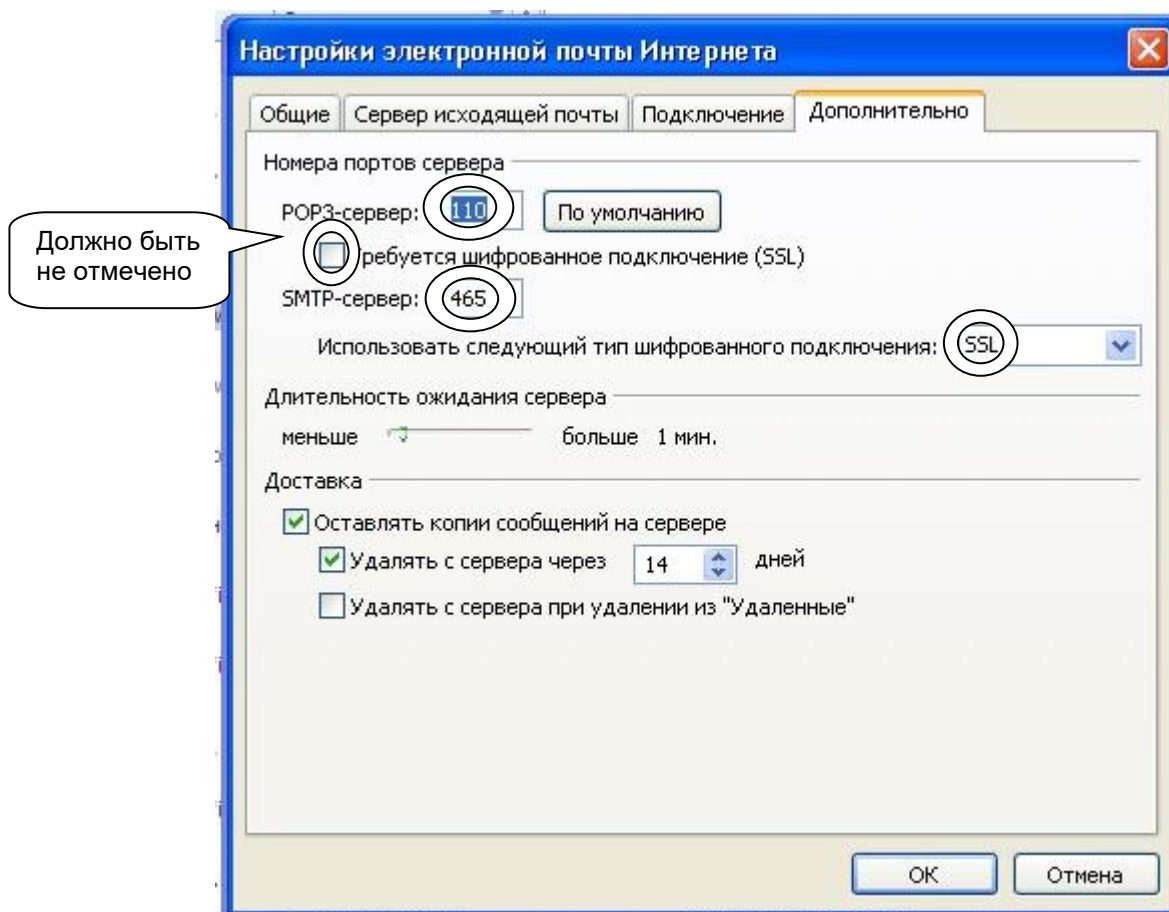 Настройки электронной почты Интернета
Общие Сервер исходящей почты Подключение Дополнительно
Номера портов сервера
POP3-сервер: 110 По умолчанию
Должно быть
не отмечено
Требуется шифрованное подключение (SSL)
SMTP-сервер: 465
Использовать следующий тип шифрованного подключения: SSL
Длительность ожидания сервера
меньше больше 1 мин.
Доставка
Оставлять копии сообщений на сервере
Удалять с сервера через 14 дней
Удалять с сервера при удалении из "Удаленные"
OK Отмена